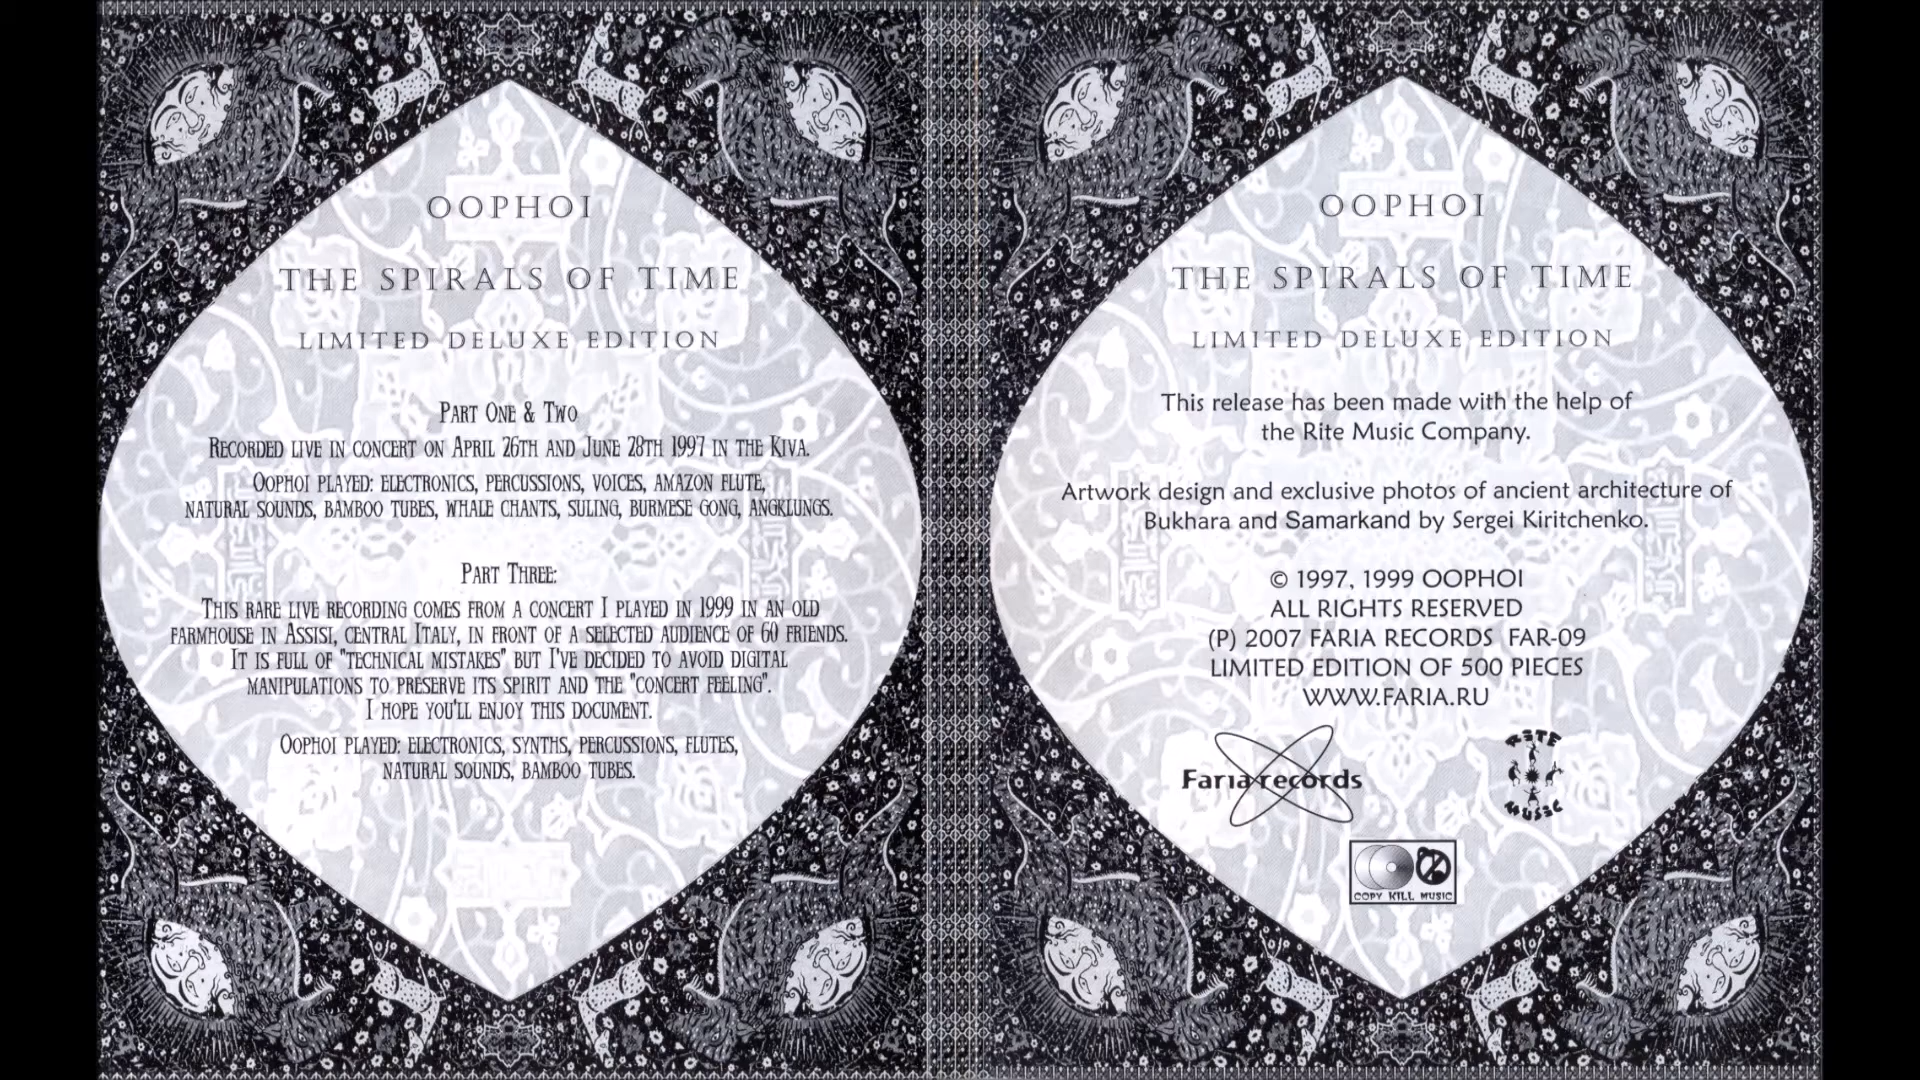 OOPHOI
THE SPIRALS OF TIME
LIMITED DELUXE EDITION
PART ONE & TWO
RECORDED LIVE IN CONCERT ON APRIL 26TH AND JUNE 28TH 1997 IN THE KIVA.
OOPHOI PLAYED: ELECTRONICS, PERCUSSIONS, VOICES, AMAZON FLUTE,
NATURAL SOUNDS, BAMBOO TUBES, WHALE CHANTS, SULING, BURMESE GONG, ANGKLUNGS.
PART THREE:
THIS RARE LIVE RECORDING COMES FROM A CONCERT I PLAYED IN 1999 IN AN OLD
FARMHOUSE IN ASSISI, CENTRAL ITALY, IN FRONT OF A SELECTED AUDIENCE OF 60 FRIENDS.
IT IS FULL OF "TECHNICAL MISTAKES" BUT I'VE DECIDED TO AVOID DIGITAL
MANIPULATIONS TO PRESERVE ITS SPIRIT AND THE "CONCERT FEELING".
I HOPE YOU'LL ENJOY THIS DOCUMENT.
OOPHOI PLAYED: ELECTRONICS, SYNTHS, PERCUSSIONS, FLUTES,
NATURAL SOUNDS, BAMBOO TUBES.
OOPHOI
THE SPIRALS OF TIME
LIMITED DELUXE EDITION
This release has been made with the help of
the Rite Music Company.
Artwork design and exclusive photos of ancient architecture of
Bukhara and Samarkand by Sergei Kiritchenko.
© 1997, 1999 OOPHOI
ALL RIGHTS RESERVED
(P) 2007 FARIA RECORDS FAR-09
LIMITED EDITION OF 500 PIECES
WWW.FARIA.RU
Faria records
RITE
MUSIC
COPY KILL MUSIC